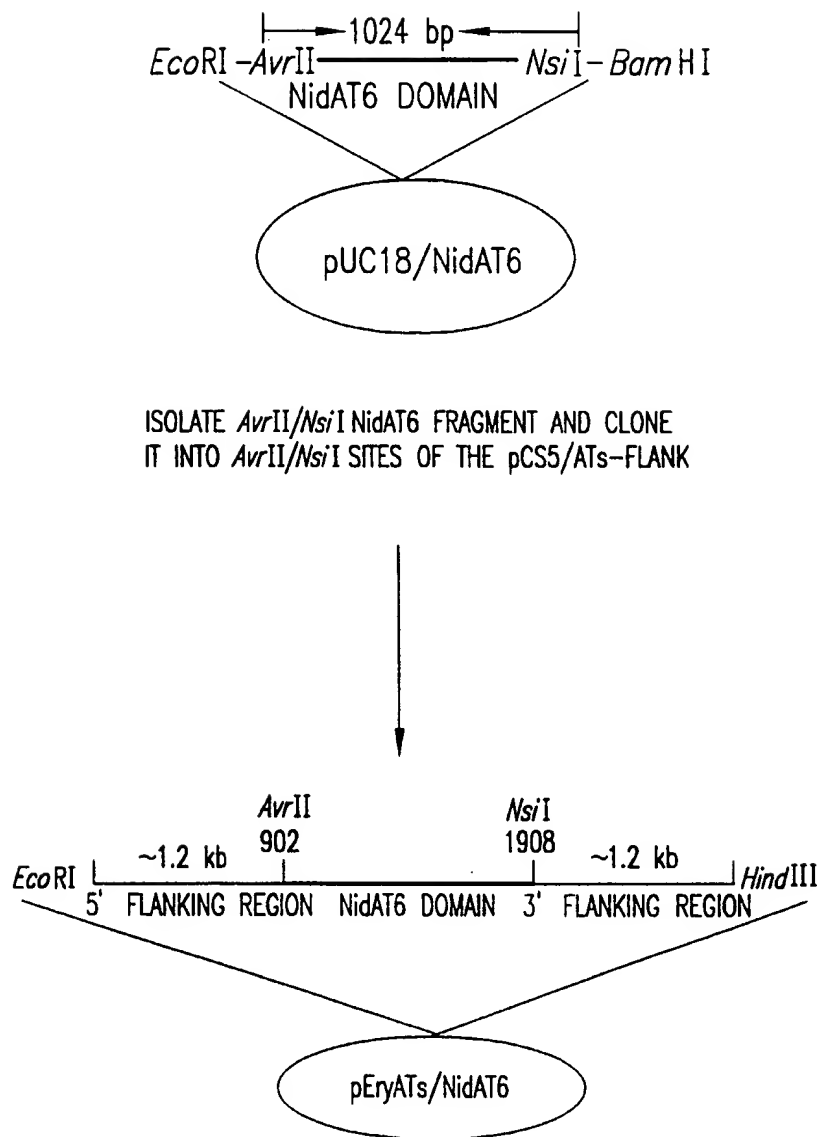 1024 bp
EcoRI-AvrII NsiI-BamHI
NidAT6 DOMAIN
pUC18/NidAT6
ISOLATE AvrII/NsiI NidAT6 FRAGMENT AND CLONE
IT INTO AvrII/NsiI SITES OF THE pCS5/ATs-FLANK
AvrII NsiI
~1.2 kb 902 1908 ~1.2 kb
EcoRI HindIII
5' FLANKING REGION NidAT6 DOMAIN 3' FLANKING REGION
pEryATs/NidAT6